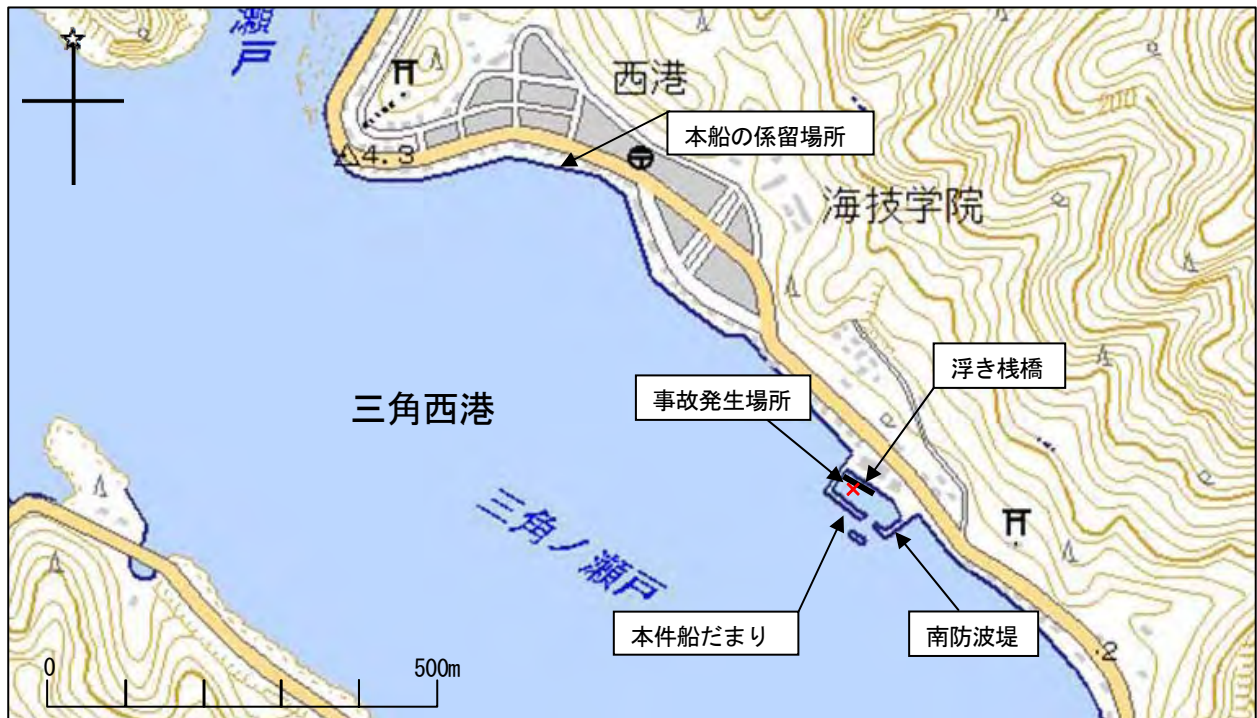 瀬戸
西港
本船の係留場所
4.3
海技学院
浮き桟橋
事故発生場所
三角西港
三角ノ瀬戸
本件船だまり
南防波堤
2
0
500m